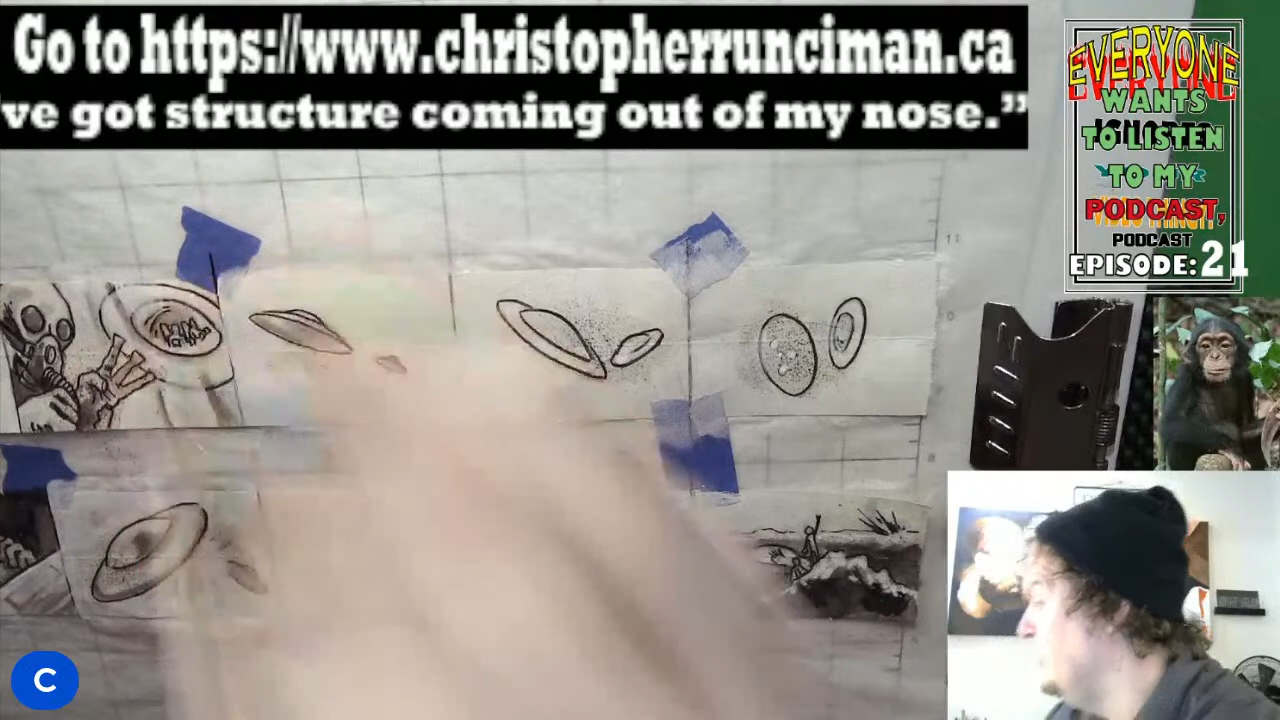 Go to https://www.christopherrunciman.ca
've got structure coming out of my nose.”
EVERYONE
WANTS
TO LISTEN
TO MY
PODCAST,
PODCAST
EPISODE: 21
11
C